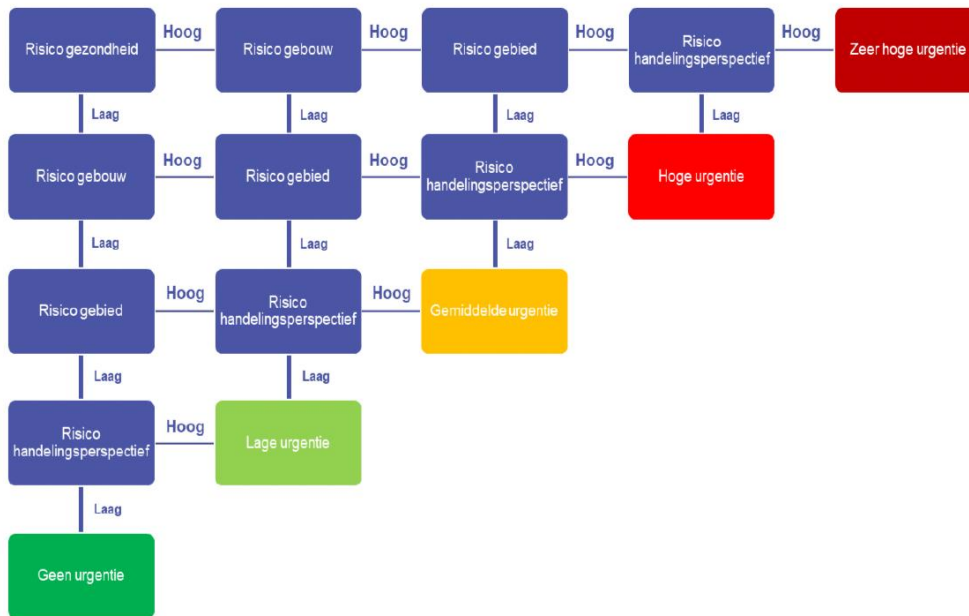 Risico gezondheid
Hoog
Risico gebouw
Hoog
Risico gebied
Hoog
Risico
handelingsperspectief
Hoog
Zeer hoge urgentie
Laag
Laag
Laag
Laag
Risico gebouw
Hoog
Risico gebied
Hoog
Risico
handelingsperspectief
Hoog
Hoge urgentie
Laag
Laag
Laag
Risico gebied
Hoog
Risico
handelingsperspectief
Hoog
Gemiddelde urgentie
Laag
Laag
Risico
handelingsperspectief
Hoog
Lage urgentie
Laag
Geen urgentie